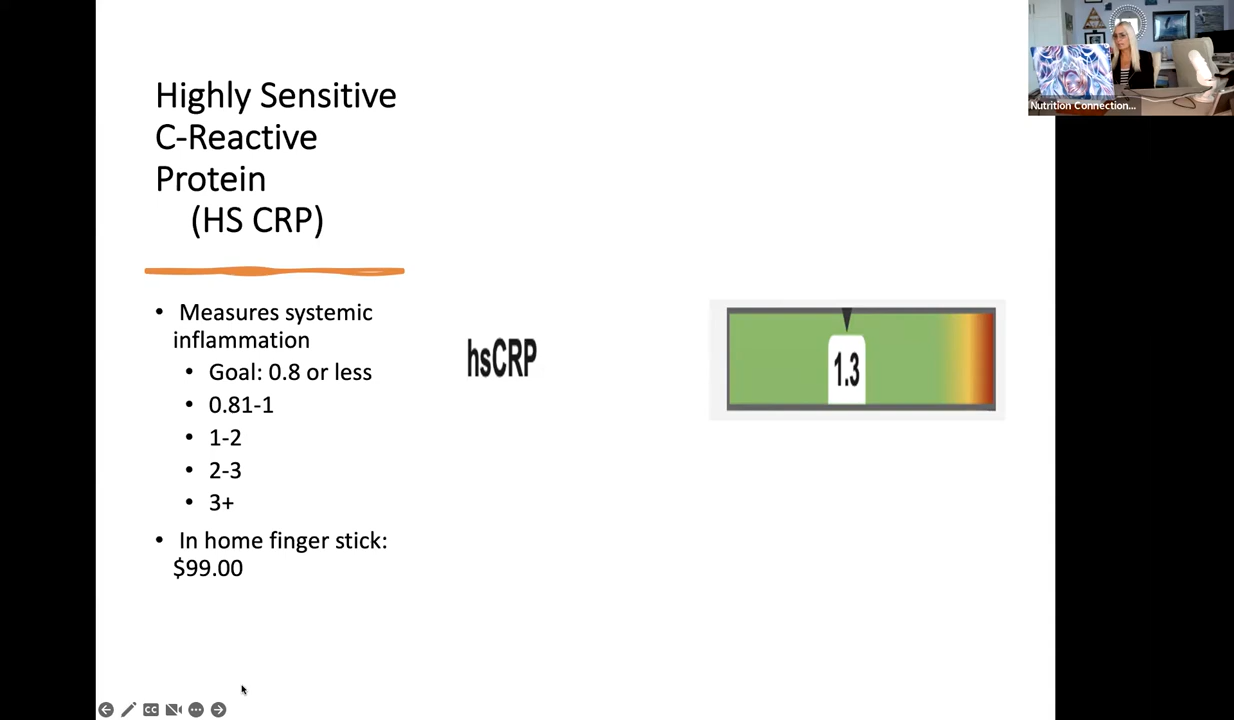 Highly Sensitive
C-Reactive
Protein
(HS CRP)
• Measures systemic
inflammation
• Goal: 0.8 or less
• 0.81-1
• 1-2
• 2-3
• 3+
• In home finger stick:
$99.00
hsCRP
1.3
Nutrition Connection...
CC